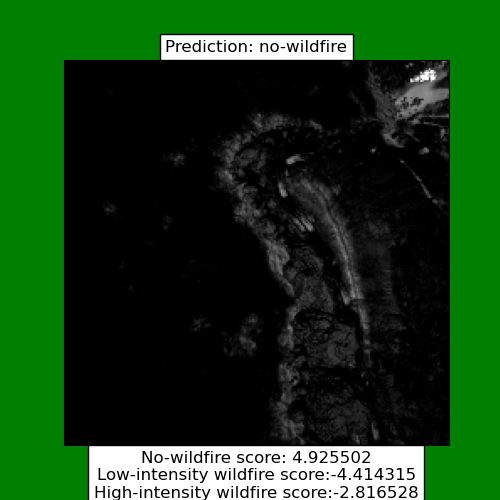 Prediction: no-wildfire
No-wildfire score: 4.925502
Low-intensity wildfire score:-4.414315
High-intensity wildfire score:-2.816528